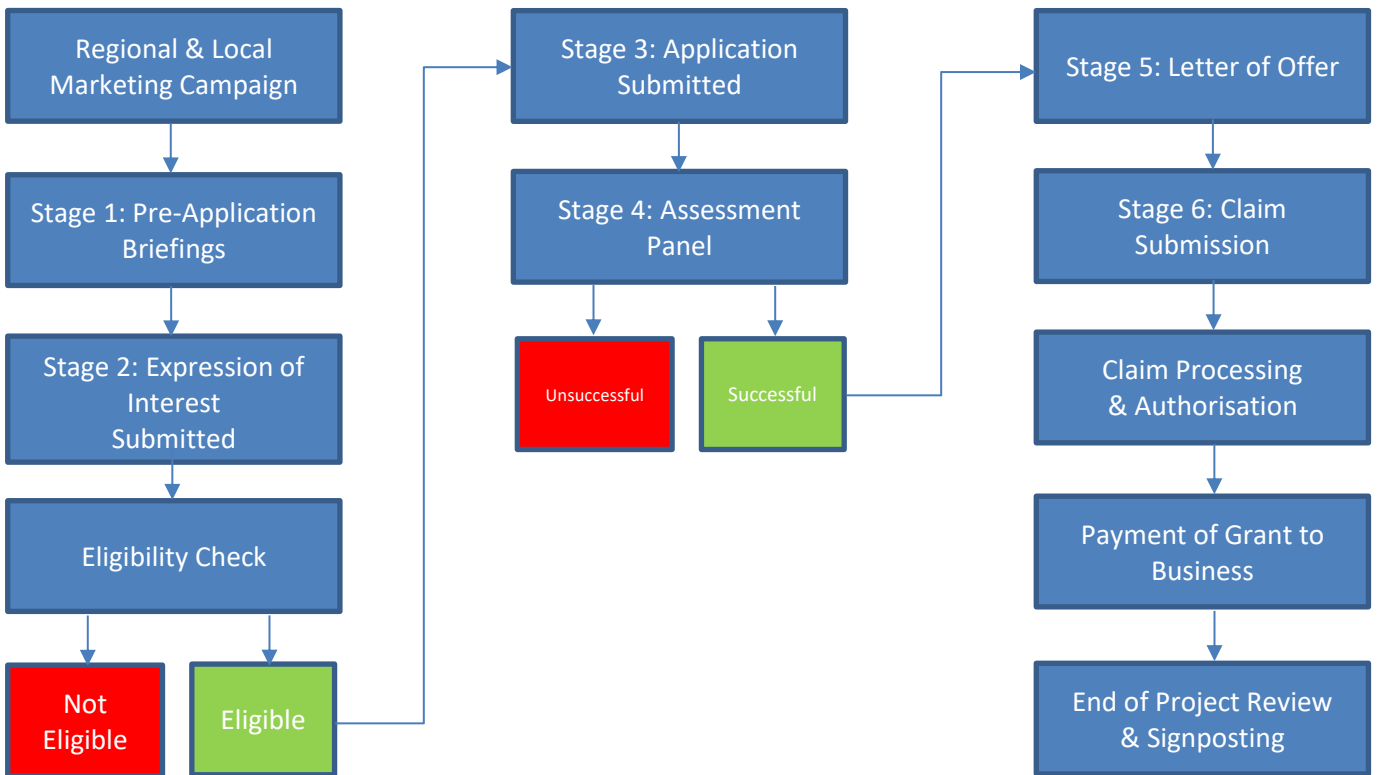 Regional & Local
Marketing Campaign
Stage 1: Pre-Application
Briefings
Stage 2: Expression of
Interest
Submitted
Eligibility Check
Not
Eligible
Eligible
Stage 3: Application
Submitted
Stage 4: Assessment
Panel
Unsuccessful
Successful
Stage 5: Letter of Offer
Stage 6: Claim
Submission
Claim Processing
& Authorisation
Payment of Grant to
Business
End of Project Review
& Signposting